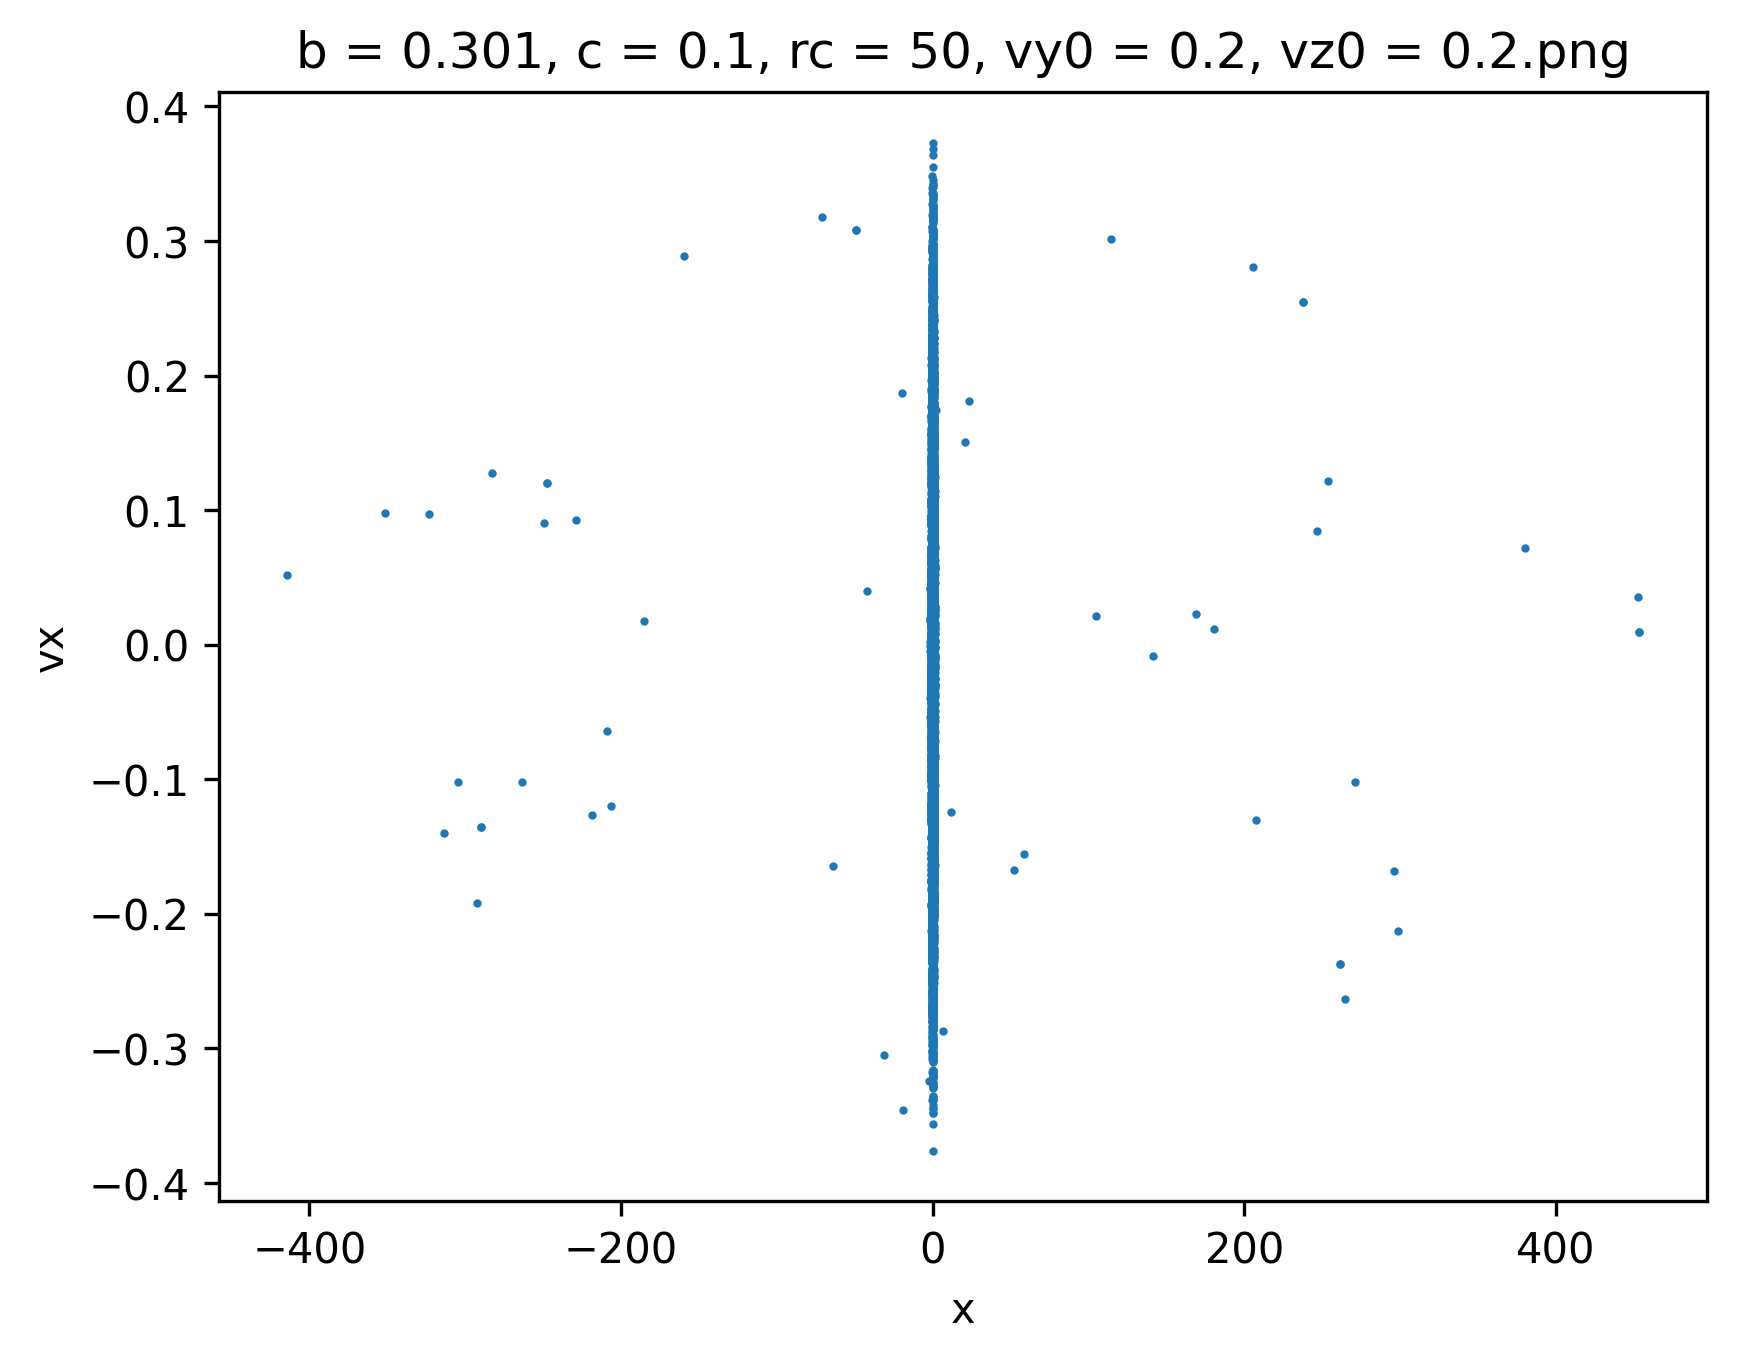 b = 0.301, c = 0.1, rc = 50, vy0 = 0.2, vz0 = 0.2.png
0.4
0.3
0.2
0.1
0.0
−0.1
−0.2
−0.3
−0.4
vx
−400 −200 0 200 400
x